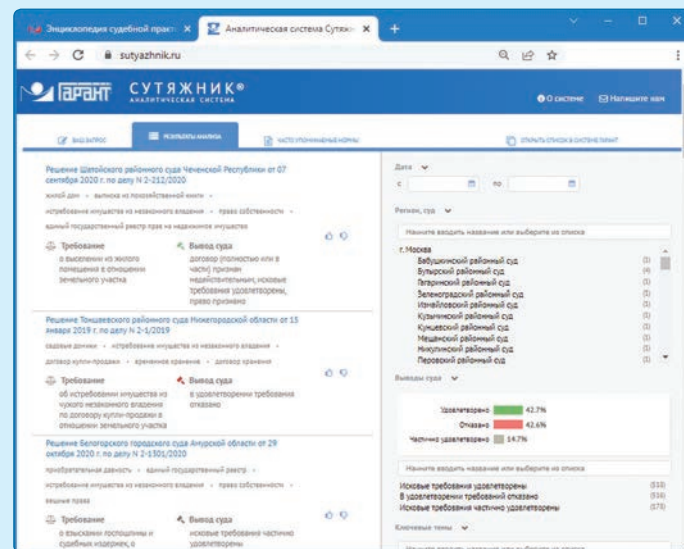 Энциклопедия судебной практ
Аналитическая система Сутяжн
sutyazhnik.ru
ГАРАНТ
СУТЯЖНИК®
АНАЛИТИЧЕСКАЯ СИСТЕМА
О системе
Напишите нам
ВАШ ЗАПРОС
РЕЗУЛЬТАТЫ АНАЛИЗА
ЧАСТО УПОМИНАЕМЫЕ НОРМЫ
ОТКРЫТЬ СПИСОК В СИСТЕМЕ ГАРАНТ
Решение Шатойского районного суда Чеченской Республики от 07
сентября 2020 г. по делу N 2-212/2020
жилой дом • выписка из похозяйственной книги •
истребование имущества из незаконного владения • право собственности •
единый государственный реестр прав на недвижимое имущество
Требование
о выселении из жилого
помещения в отношении
земельного участка
Вывод суда
договор (полностью или в
части) признан
недействительным, исковые
требования удовлетворены,
право признано
Решение Тоншаевского районного суда Нижегородской области от 15
января 2019 г. по делу N 2-1/2019
садовые домики • истребование имущества из незаконного владения •
договор купли-продажи • временное хранение • договор хранения
Требование
об истребовании имущества из
чужого незаконного владения
по договору купли-продажи в
отношении земельного участка
Вывод суда
в удовлетворении требования
отказано
Решение Белогорского городского суда Амурской области от 29
октября 2020 г. по делу N 2-1301/2020
приобретательная давность • единый государственный реестр •
истребование имущества из незаконного владения • право собственности •
вещные права
Требование
о взыскании госпошлины и
судебных издержек, о
Вывод суда
исковые требования частично
удовлетворены
Дата
с
по
Регион, суд
Начните вводить название или выберите из списка
г. Москва
Бабушкинский районный суд (1)
Бутырский районный суд (4)
Гагаринский районный суд (1)
Зеленоградский районный суд (1)
Измайловский районный суд (1)
Кузьминский районный суд (1)
Кунцевский районный суд (1)
Мещанский районный суд (1)
Никулинский районный суд (1)
Перовский районный суд (1)
Выводы суда
Удовлетворено 42.7%
Отказано 42.6%
Частично удовлетворено 14.7%
Начните вводить название или выберите из списка
Исковые требования удовлетворены
В удовлетворении требований отказано
Исковые требования частично удовлетворены
Ключевые темы
Начните вводить название или выберите из списка